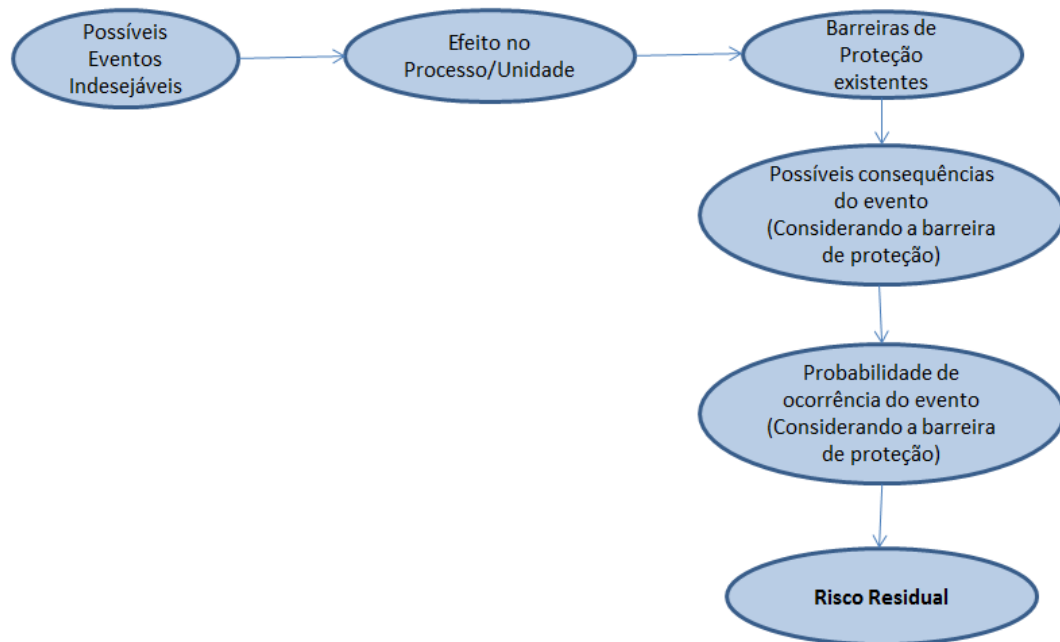 Possíveis
Eventos
Indesejáveis
Efeito no
Processo/Unidade
Barreiras de
Proteção
existentes
Possíveis consequências
do evento
(Considerando a barreira
de proteção)
Probabilidade de
ocorrência do evento
(Considerando a barreira
de proteção)
Risco Residual